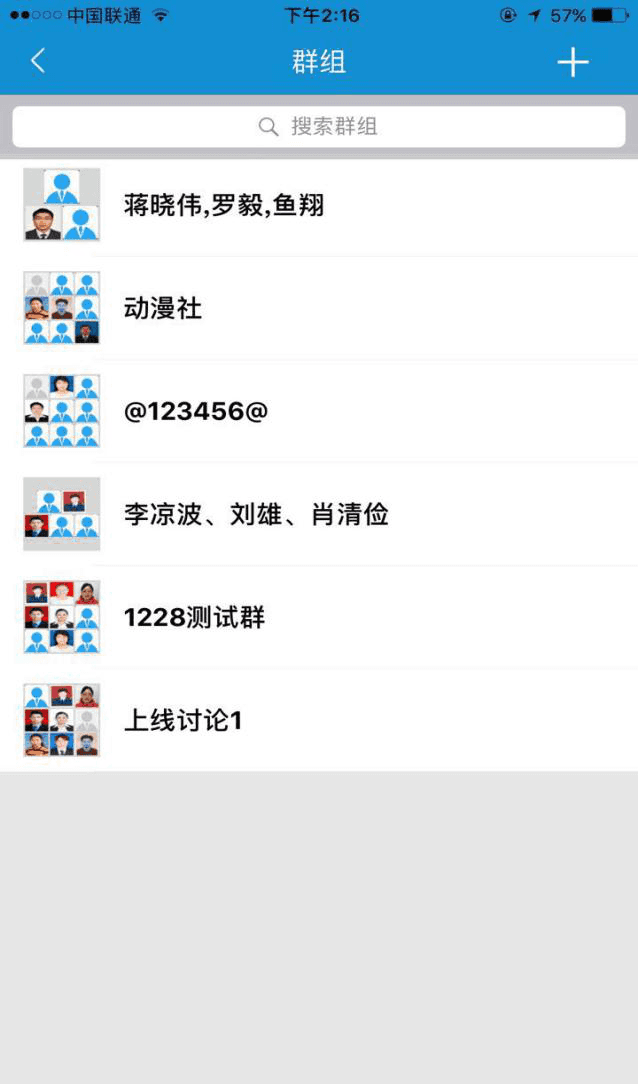 中国联通 下午2:16 57%
群组
搜索群组
蒋晓伟,罗毅,鱼翔
动漫社
@123456@
李凉波、刘雄、肖清俭
1228测试群
上线讨论1